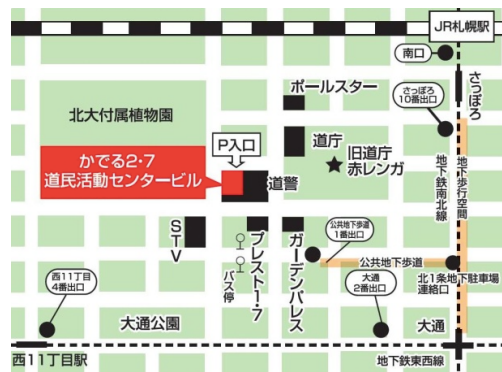 JR札幌駅
南口
さっぽろ
ポールスター
さっぽろ
10番出口
北大付属植物園
P入口
道庁
旧道庁
赤レンガ
地下鉄南北線
地下歩行空間
かでる2・7
道民活動センタービル
道警
STV
プレスト1・7
バス停
ガーデンパレス
公共地下歩道
1番出口
公共地下歩道
北1条地下駐車場
連絡口
西11丁目
4番出口
大通
2番出口
大通公園
大通
西11丁目駅
地下鉄東西線